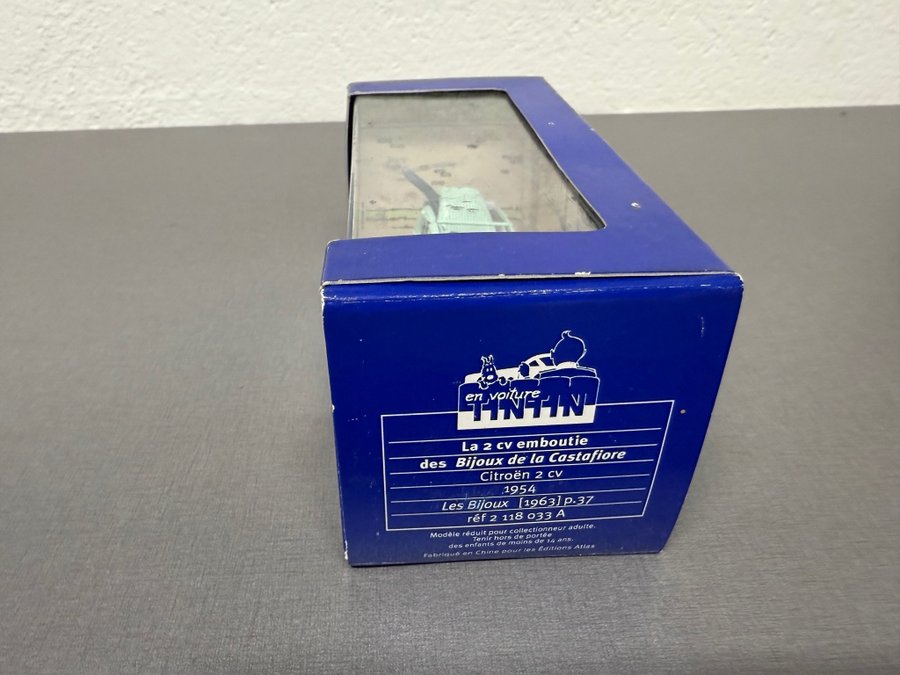 en voiture
TINTIN
La 2 cv emboutie
des Bijoux de la Castafiore
Citroën 2 cv
1954
Les Bijoux [1963] p.37
réf 2 118 033 A
Modèle réduit pour collectionneur adulte.
Tenir hors de portée
des enfants de moins de 14 ans.
Fabriqué en Chine pour les Éditions Atlas